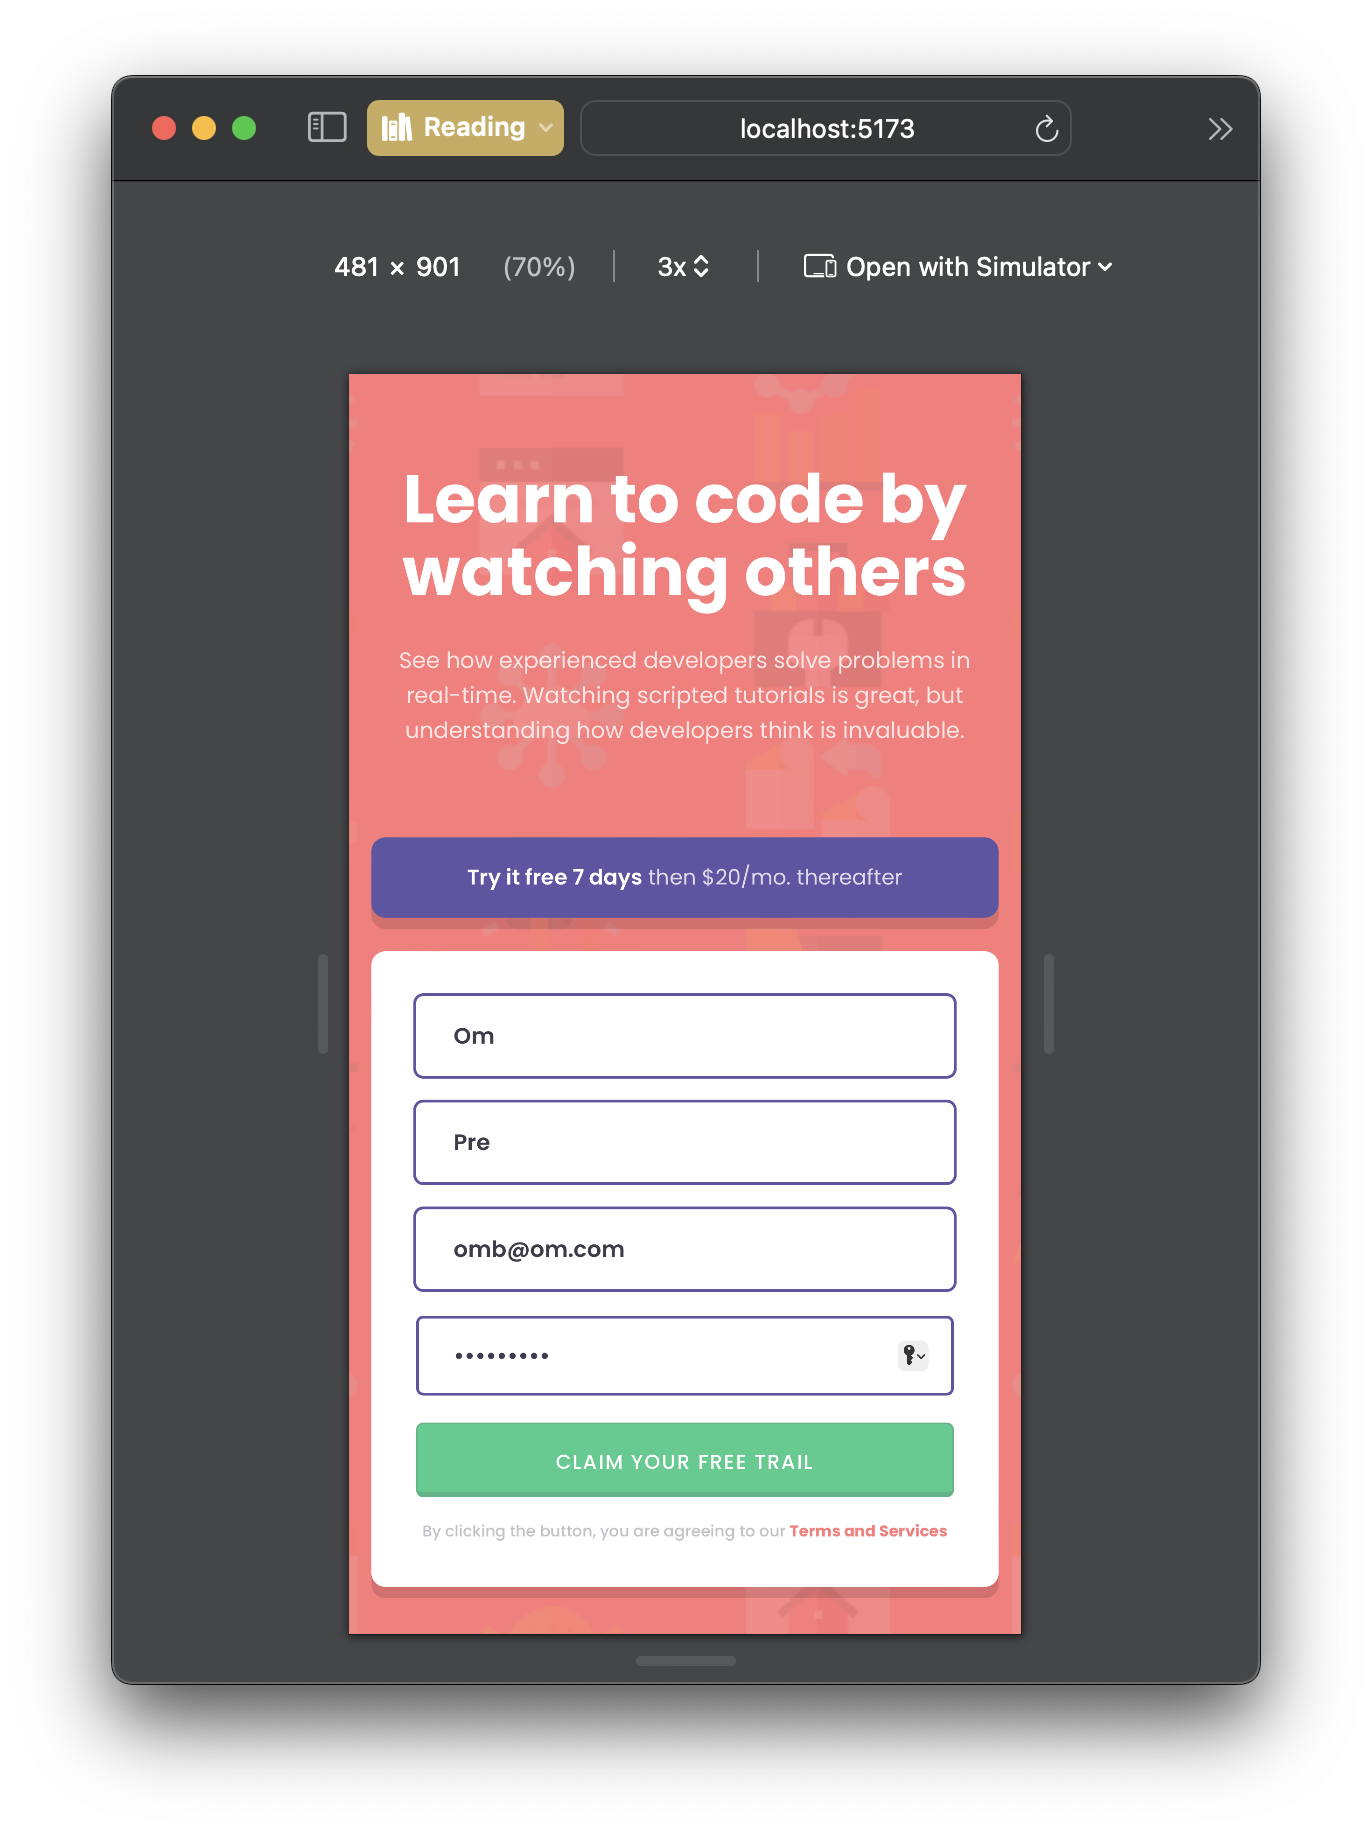 Reading
localhost:5173
481 × 901 (70%) 3x Open with Simulator
Learn to code by
watching others
See how experienced developers solve problems in
real-time. Watching scripted tutorials is great, but
understanding how developers think is invaluable.
Try it free 7 days then $20/mo. thereafter
Om
Pre
omb@om.com
•••••••••
CLAIM YOUR FREE TRAIL
By clicking the button, you are agreeing to our Terms and Services